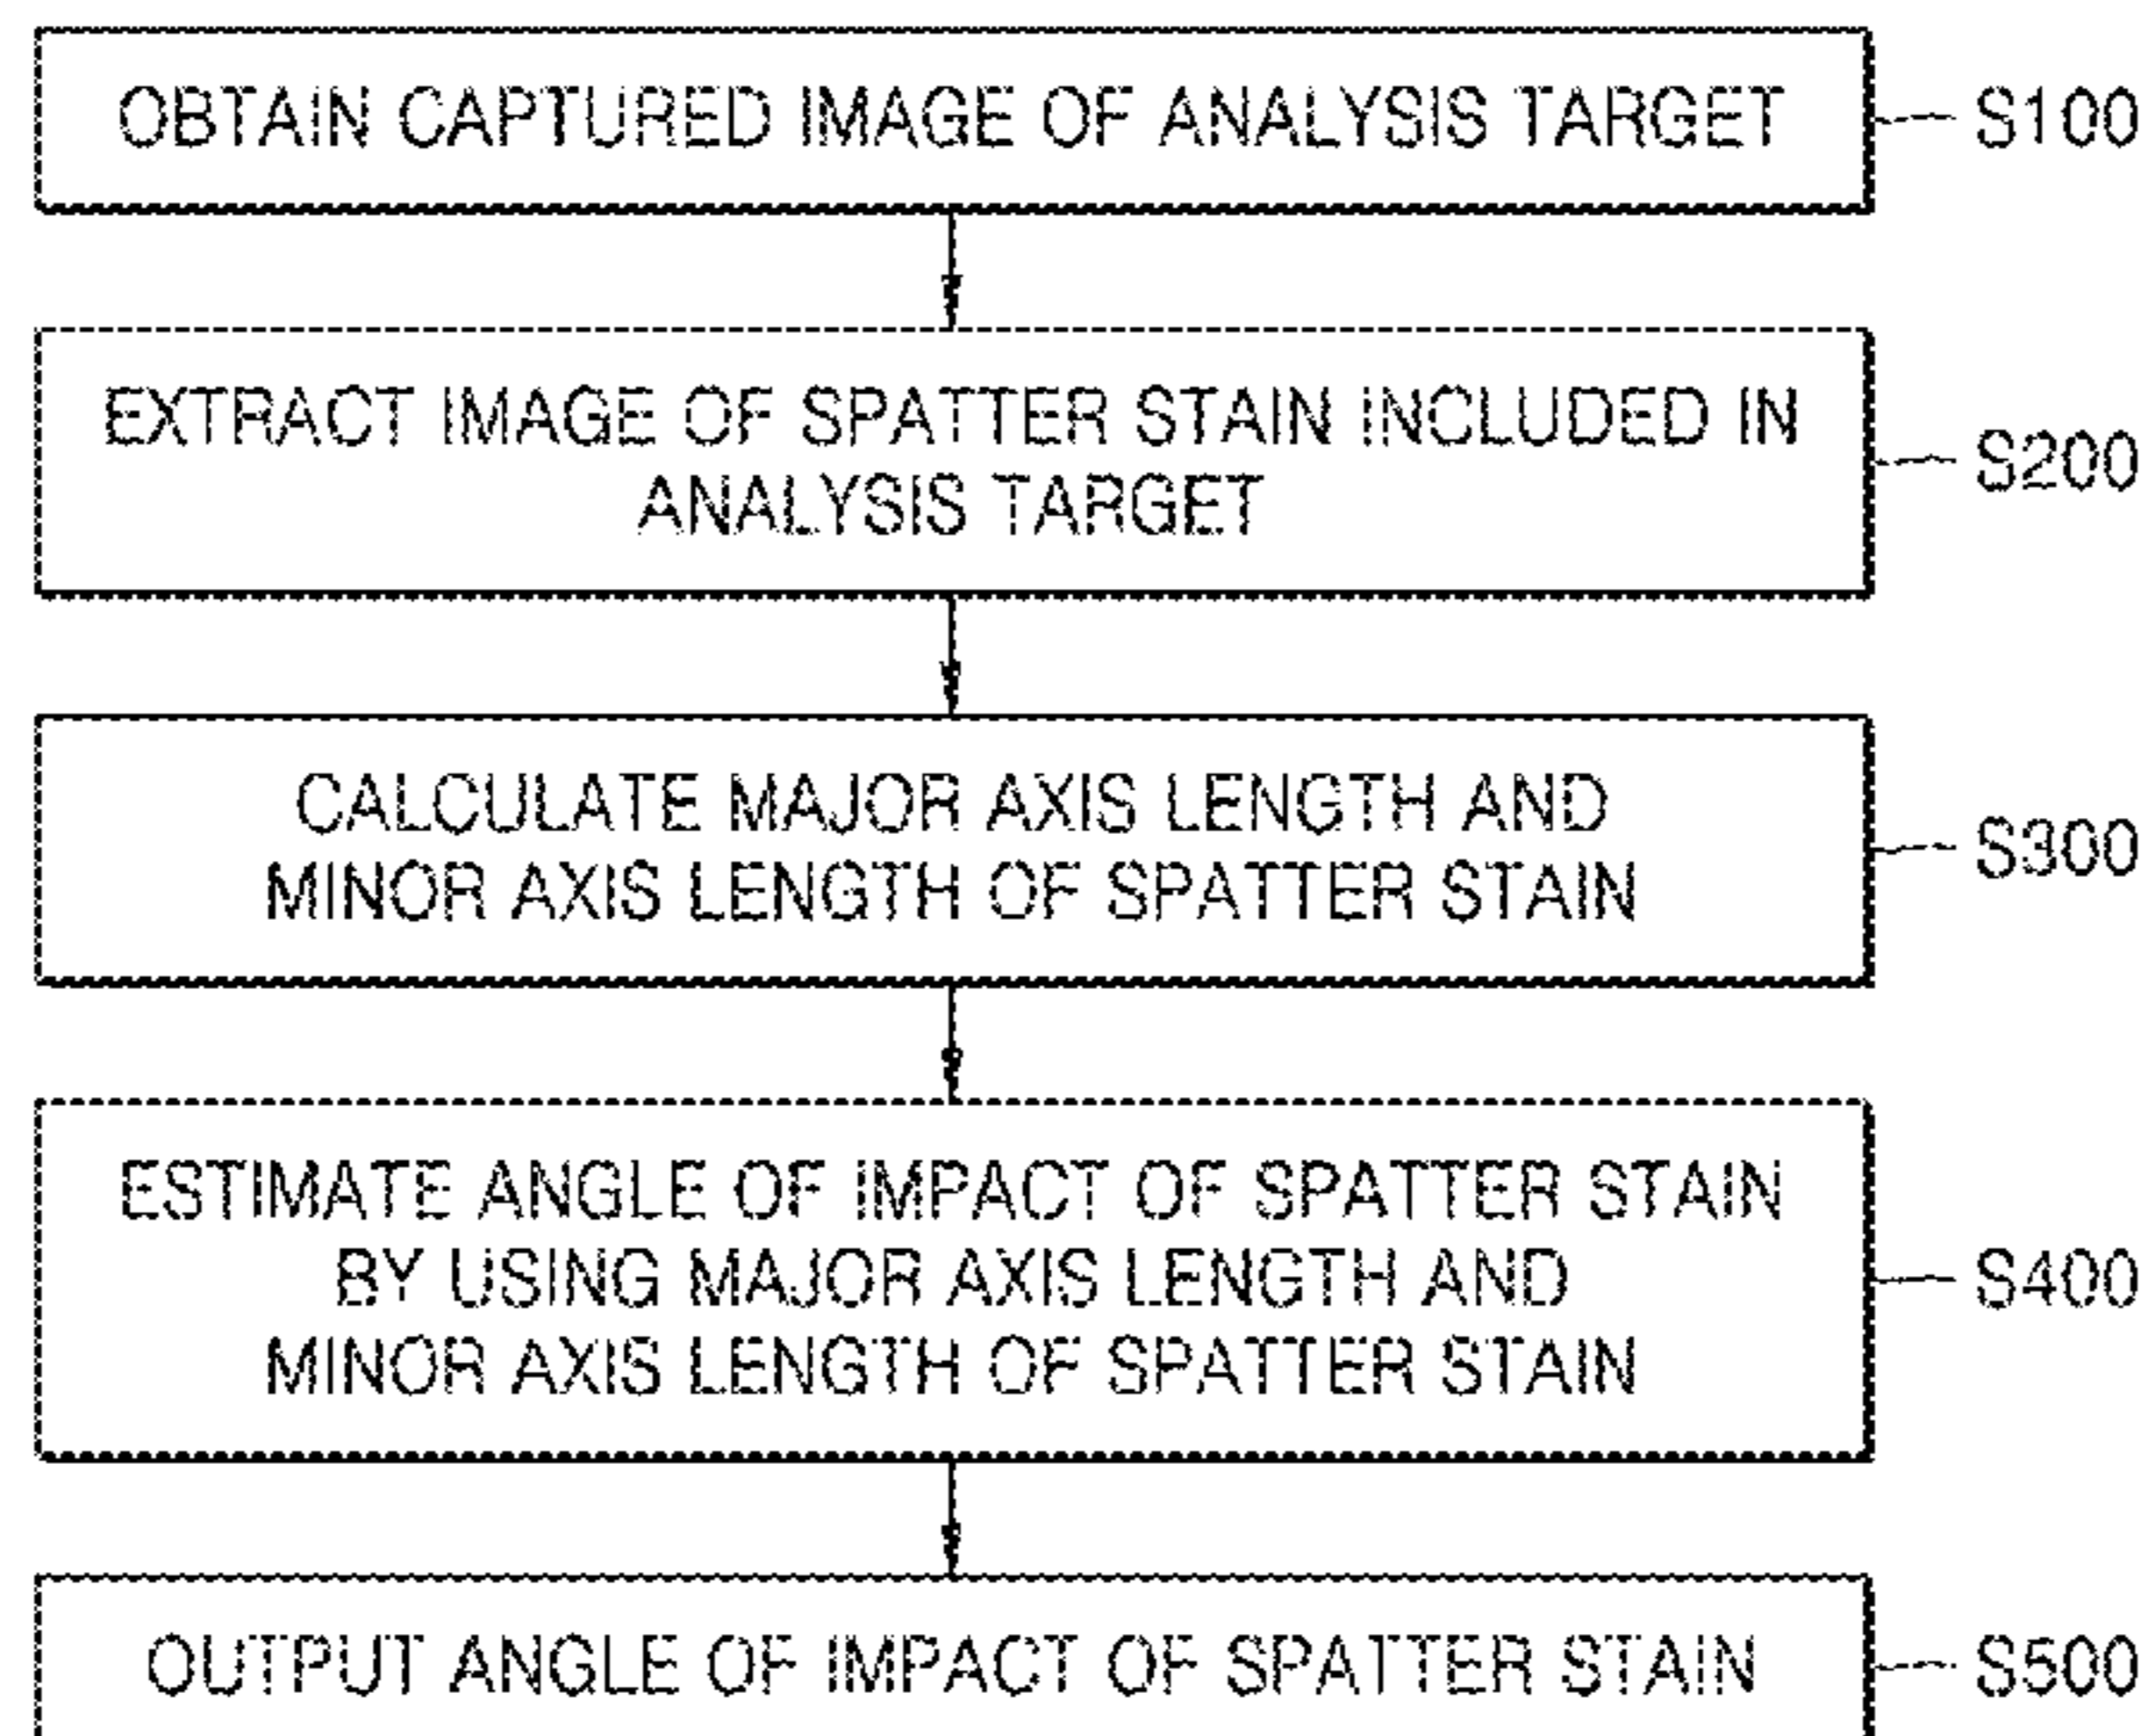 OBTAIN CAPTURED IMAGE OF ANALYSIS TARGET
S100
EXTRACT IMAGE OF SPATTER STAIN INCLUDED IN
ANALYSIS TARGET
S200
CALCULATE MAJOR AXIS LENGTH AND
MINOR AXIS LENGTH OF SPATTER STAIN
S300
ESTIMATE ANGLE OF IMPACT OF SPATTER STAIN
BY USING MAJOR AXIS LENGTH AND
MINOR AXIS LENGTH OF SPATTER STAIN
S400
OUTPUT ANGLE OF IMPACT OF SPATTER STAIN
S500